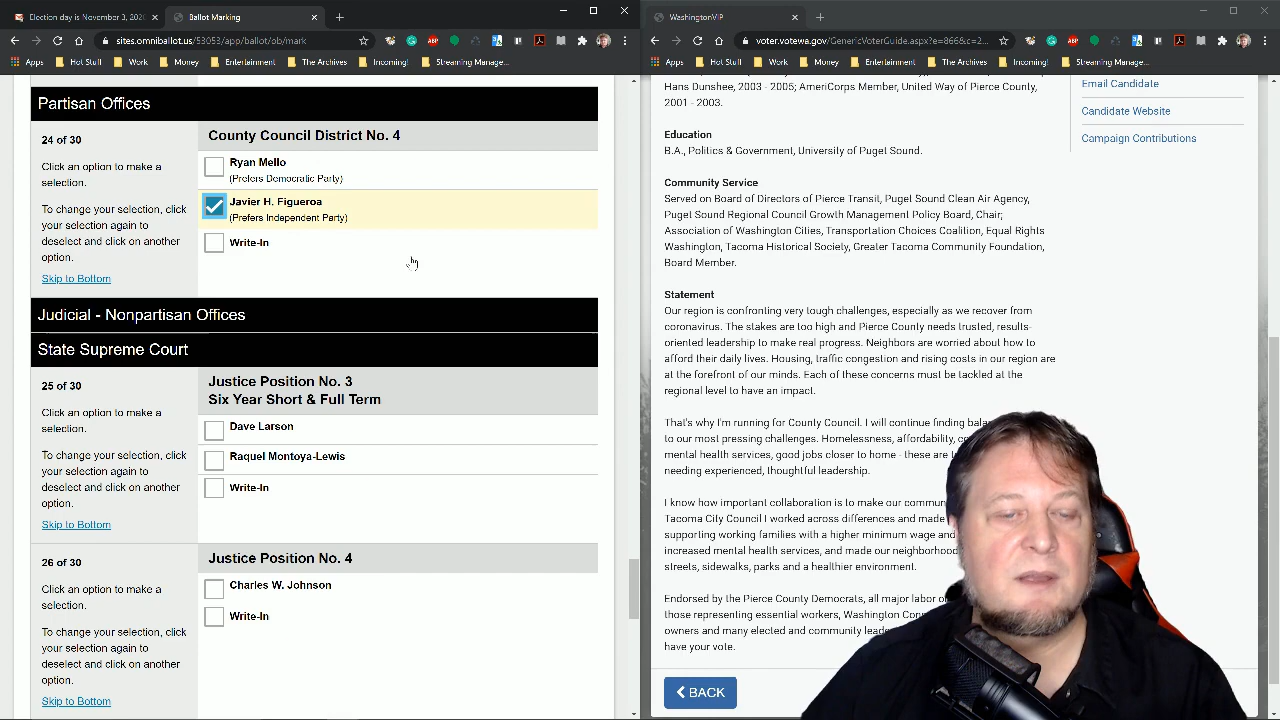 Election day is November 3, 2020
Ballot Marking
sites.omniballot.us/53053/app/ballot/ob/mark
Apps
Hot Stuff
Work
Money
Entertainment
The Archives
Incoming!
Streaming Manage...
Partisan Offices
24 of 30
Click an option to make a
selection.
To change your selection, click
your selection again to
deselect and click on another
option.
Skip to Bottom
County Council District No. 4
Ryan Mello
(Prefers Democratic Party)
Javier H. Figueroa
(Prefers Independent Party)
Write-In
Judicial - Nonpartisan Offices
State Supreme Court
25 of 30
Click an option to make a
selection.
To change your selection, click
your selection again to
deselect and click on another
option.
Skip to Bottom
Justice Position No. 3
Six Year Short & Full Term
Dave Larson
Raquel Montoya-Lewis
Write-In
26 of 30
Click an option to make a
selection.
To change your selection, click
your selection again to
deselect and click on another
option.
Skip to Bottom
Justice Position No. 4
Charles W. Johnson
Write-In
WashingtonVIP
voter.votewa.gov/GenericVoterGuide.aspx?e=866&c=2...
Apps
Hot Stuff
Work
Money
Entertainment
The Archives
Incoming!
Streaming Manage...
Hans Dunshee, 2003 - 2005; AmeriCorps Member, United Way of Pierce County,
2001 - 2003.
Education
B.A., Politics & Government, University of Puget Sound.
Community Service
Served on Board of Directors of Pierce Transit, Puget Sound Clean Air Agency,
Puget Sound Regional Council Growth Management Policy Board, Chair;
Association of Washington Cities, Transportation Choices Coalition, Equal Rights
Washington, Tacoma Historical Society, Greater Tacoma Community Foundation,
Board Member.
Statement
Our region is confronting very tough challenges, especially as we recover from
coronavirus. The stakes are too high and Pierce County needs trusted, results-
oriented leadership to make real progress. Neighbors are worried about how to
afford their daily lives. Housing, traffic congestion and rising costs in our region are
at the forefront of our minds. Each of these concerns must be tackled at the
regional level to have an impact.
That's why I'm running for County Council. I will continue finding
to our most pressing challenges. Homelessness, affordability,
mental health services, good jobs closer to home - these are
needing experienced, thoughtful leadership.
I know how important collaboration is to make our
Tacoma City Council I worked across differences and made
supporting working families with a higher minimum wage and
increased mental health services, and made our neighborhood
streets, sidewalks, parks and a healthier environment.
Endorsed by the Pierce County Democrats, all major labor
those representing essential workers, Washington
owners and many elected and community
have your vote.
BACK
Email Candidate
Candidate Website
Campaign Contributions